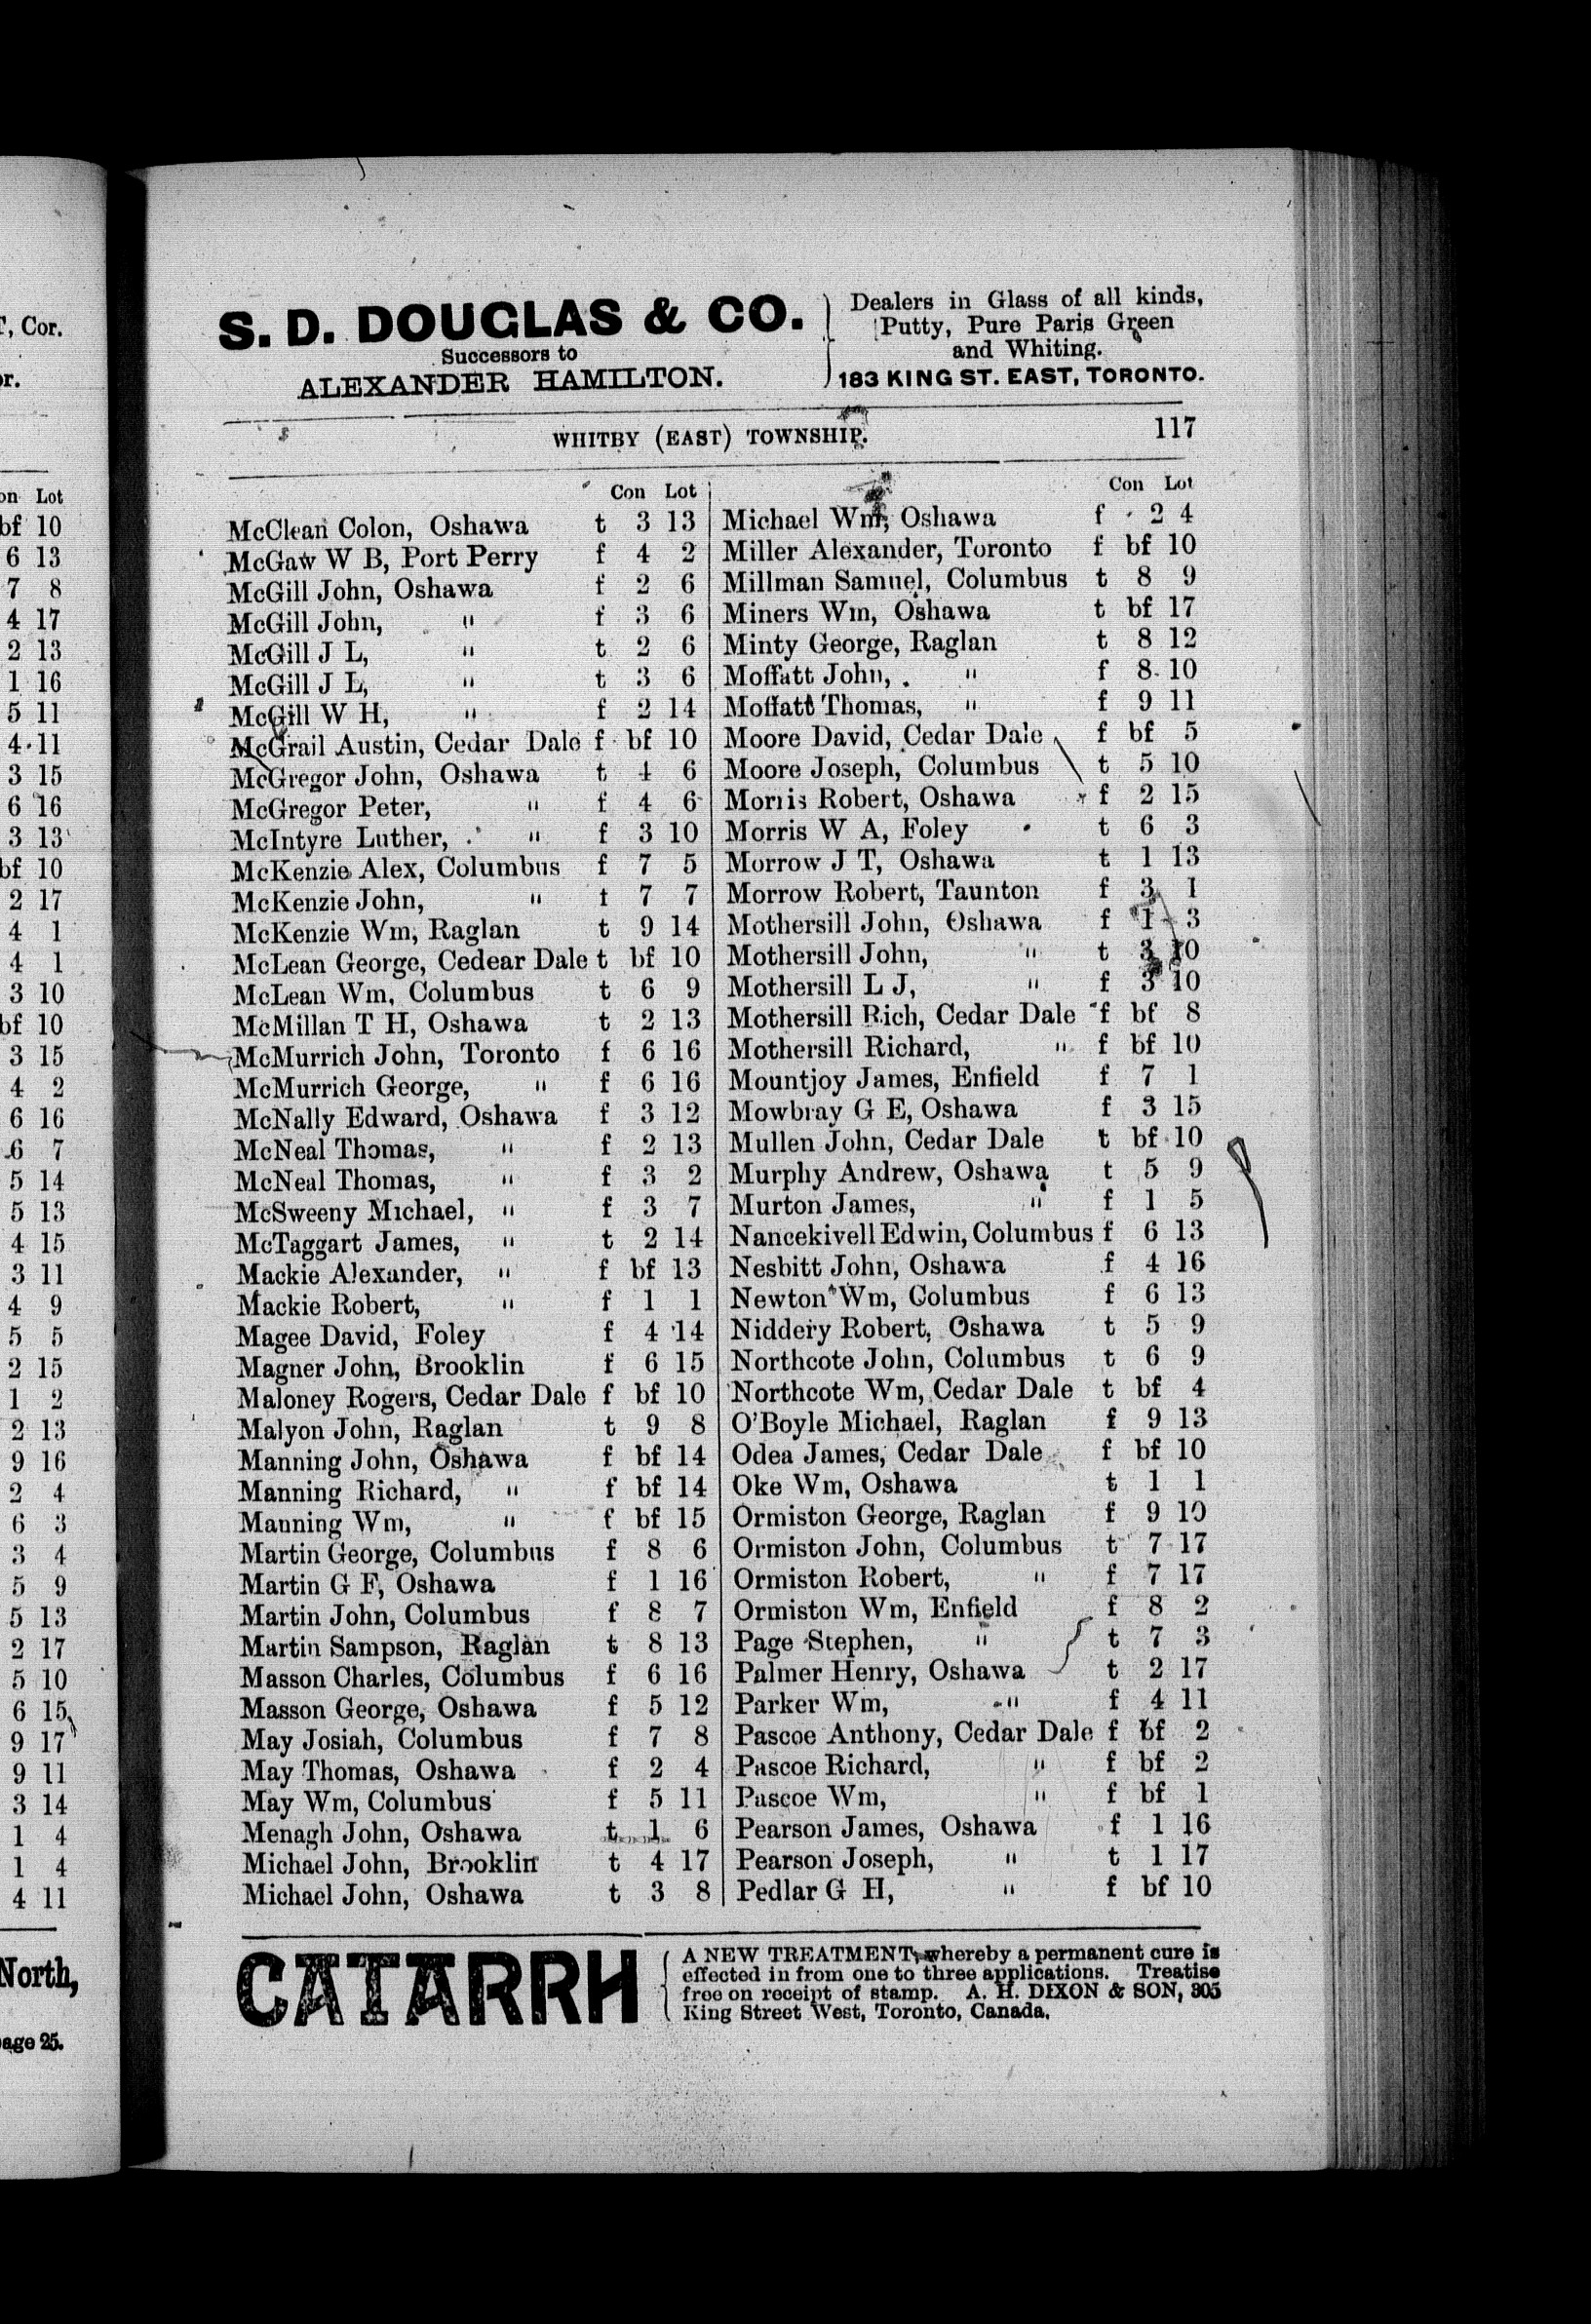 S. D. DOUGLAS & CO.
Successors to
ALEXANDER HAMILTON.
Dealers in Glass of all kinds,
Putty, Pure Paris Green
and Whiting.
183 KING ST. EAST, TORONTO.
WHITBY (EAST) TOWNSHIP. 117
Con Lot
McClean Colon, Oshawa t 3 13
McGaw W B, Port Perry f 4 2
McGill John, Oshawa f 2 6
McGill John, " f 3 6
McGill J L, " t 2 6
McGill J L, " t 3 6
McGill W H, " f 2 14
McGrail Austin, Cedar Dale f bf 10
McGregor John, Oshawa t 4 6
McGregor Peter, " f 4 6
McIntyre Luther, " f 3 10
McKenzie Alex, Columbus f 7 5
McKenzie John, " f 7 7
McKenzie Wm, Raglan t 9 14
McLean George, Cedear Dale t bf 10
McLean Wm, Columbus t 6 9
McMillan T H, Oshawa t 2 13
McMurrich John, Toronto f 6 16
McMurrich George, " f 6 16
McNally Edward, Oshawa f 3 12
McNeal Thomas, " f 2 13
McNeal Thomas, " f 3 2
McSweeny Michael, " f 3 7
McTaggart James, " t 2 14
Mackie Alexander, " f bf 13
Mackie Robert, " f 1 1
Magee David, Foley f 4 14
Magner John, Brooklin f 6 15
Maloney Rogers, Cedar Dale f bf 10
Malyon John, Raglan t 9 8
Manning John, Oshawa f bf 14
Manning Richard, " f bf 14
Manning Wm, " f bf 15
Martin George, Columbus f 8 6
Martin G F, Oshawa f 1 16
Martin John, Columbus f 8 7
Martin Sampson, Raglan t 8 13
Masson Charles, Columbus f 6 16
Masson George, Oshawa f 5 12
May Josiah, Columbus f 7 8
May Thomas, Oshawa f 2 4
May Wm, Columbus f 5 11
Menagh John, Oshawa t 1 6
Michael John, Brooklin t 4 17
Michael John, Oshawa t 3 8
Con Lot
Michael Wm, Oshawa f 2 4
Miller Alexander, Toronto f bf 10
Millman Samuel, Columbus t 8 9
Miners Wm, Oshawa t bf 17
Minty George, Raglan t 8 12
Moffatt John, " f 8 10
Moffatt Thomas, " f 9 11
Moore David, Cedar Dale f bf 5
Moore Joseph, Columbus t 5 10
Morris Robert, Oshawa f 2 15
Morris W A, Foley t 6 3
Morrow J T, Oshawa t 1 13
Morrow Robert, Taunton f 3 1
Mothersill John, Oshawa f 1 3
Mothersill John, " t 3 10
Mothersill L J, " f 3 10
Mothersill Rich, Cedar Dale f bf 8
Mothersill Richard, " f bf 10
Mountjoy James, Enfield f 7 1
Mowbray G E, Oshawa f 3 15
Mullen John, Cedar Dale t bf 10
Murphy Andrew, Oshawa t 5 9
Murton James, " f 1 5
Nancekivell Edwin, Columbus f 6 13
Nesbitt John, Oshawa f 4 16
Newton Wm, Columbus f 6 13
Niddery Robert, Oshawa t 5 9
Northcote John, Columbus t 6 9
Northcote Wm, Cedar Dale t bf 4
O'Boyle Michael, Raglan f 9 13
Odea James, Cedar Dale f bf 10
Oke Wm, Oshawa t 1 1
Ormiston George, Raglan f 9 10
Ormiston John, Columbus t 7 17
Ormiston Robert, " f 7 17
Ormiston Wm, Enfield f 8 2
Page Stephen, " t 7 3
Palmer Henry, Oshawa t 2 17
Parker Wm, " f 4 11
Pascoe Anthony, Cedar Dale f bf 2
Pascoe Richard, " f bf 2
Pascoe Wm, " f bf 1
Pearson James, Oshawa f 1 16
Pearson Joseph, " t 1 17
Pedlar G H, " f bf 10
CATARRH
A NEW TREATMENT, whereby a permanent cure is
effected in from one to three applications. Treatise
free on receipt of stamp. A. H. DIXON & SON, 305
King Street West, Toronto, Canada.